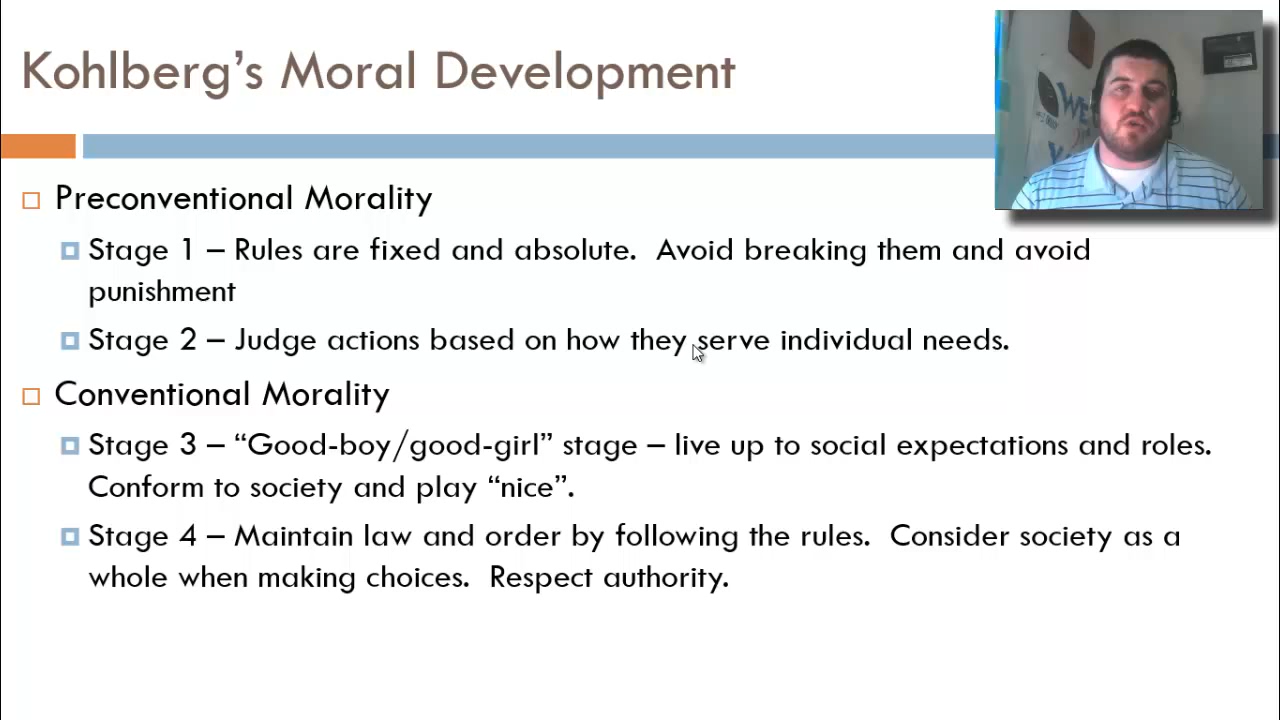 Kohlberg's Moral Development
Preconventional Morality
Stage 1 – Rules are fixed and absolute.  Avoid breaking them and avoid
punishment
Stage 2 – Judge actions based on how they serve individual needs.
Conventional Morality
Stage 3 – “Good-boy/good-girl” stage – live up to social expectations and roles.
Conform to society and play “nice”.
Stage 4 – Maintain law and order by following the rules.  Consider society as a
whole when making choices.  Respect authority.
WE